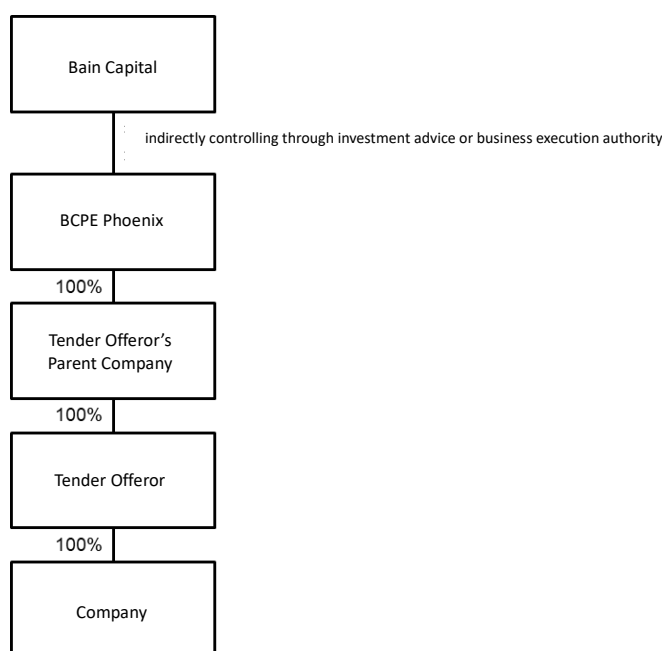 Bain Capital
indirectly controlling through investment advice or business execution authority
BCPE Phoenix
100%
Tender Offeror’s
Parent Company
100%
Tender Offeror
100%
Company